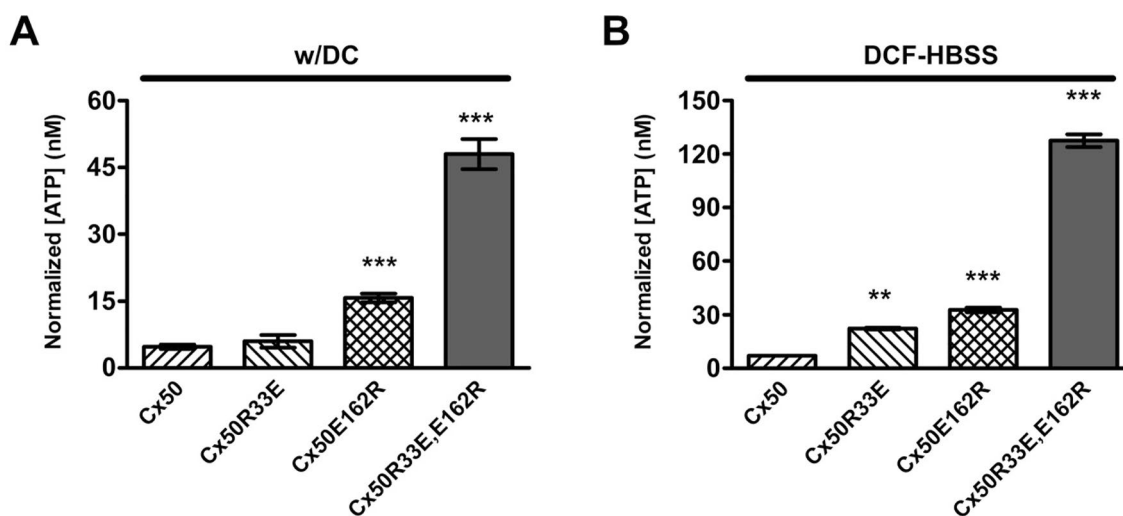 A
w/DC
Normalized [ATP] (nM)
60
45
30
15
0
***
***
Cx50
Cx50R33E
Cx50E162R
Cx50R33E,E162R
B
DCF-HBSS
Normalized [ATP] (nM)
150
120
90
60
30
0
**
***
***
Cx50
Cx50R33E
Cx50E162R
Cx50R33E,E162R